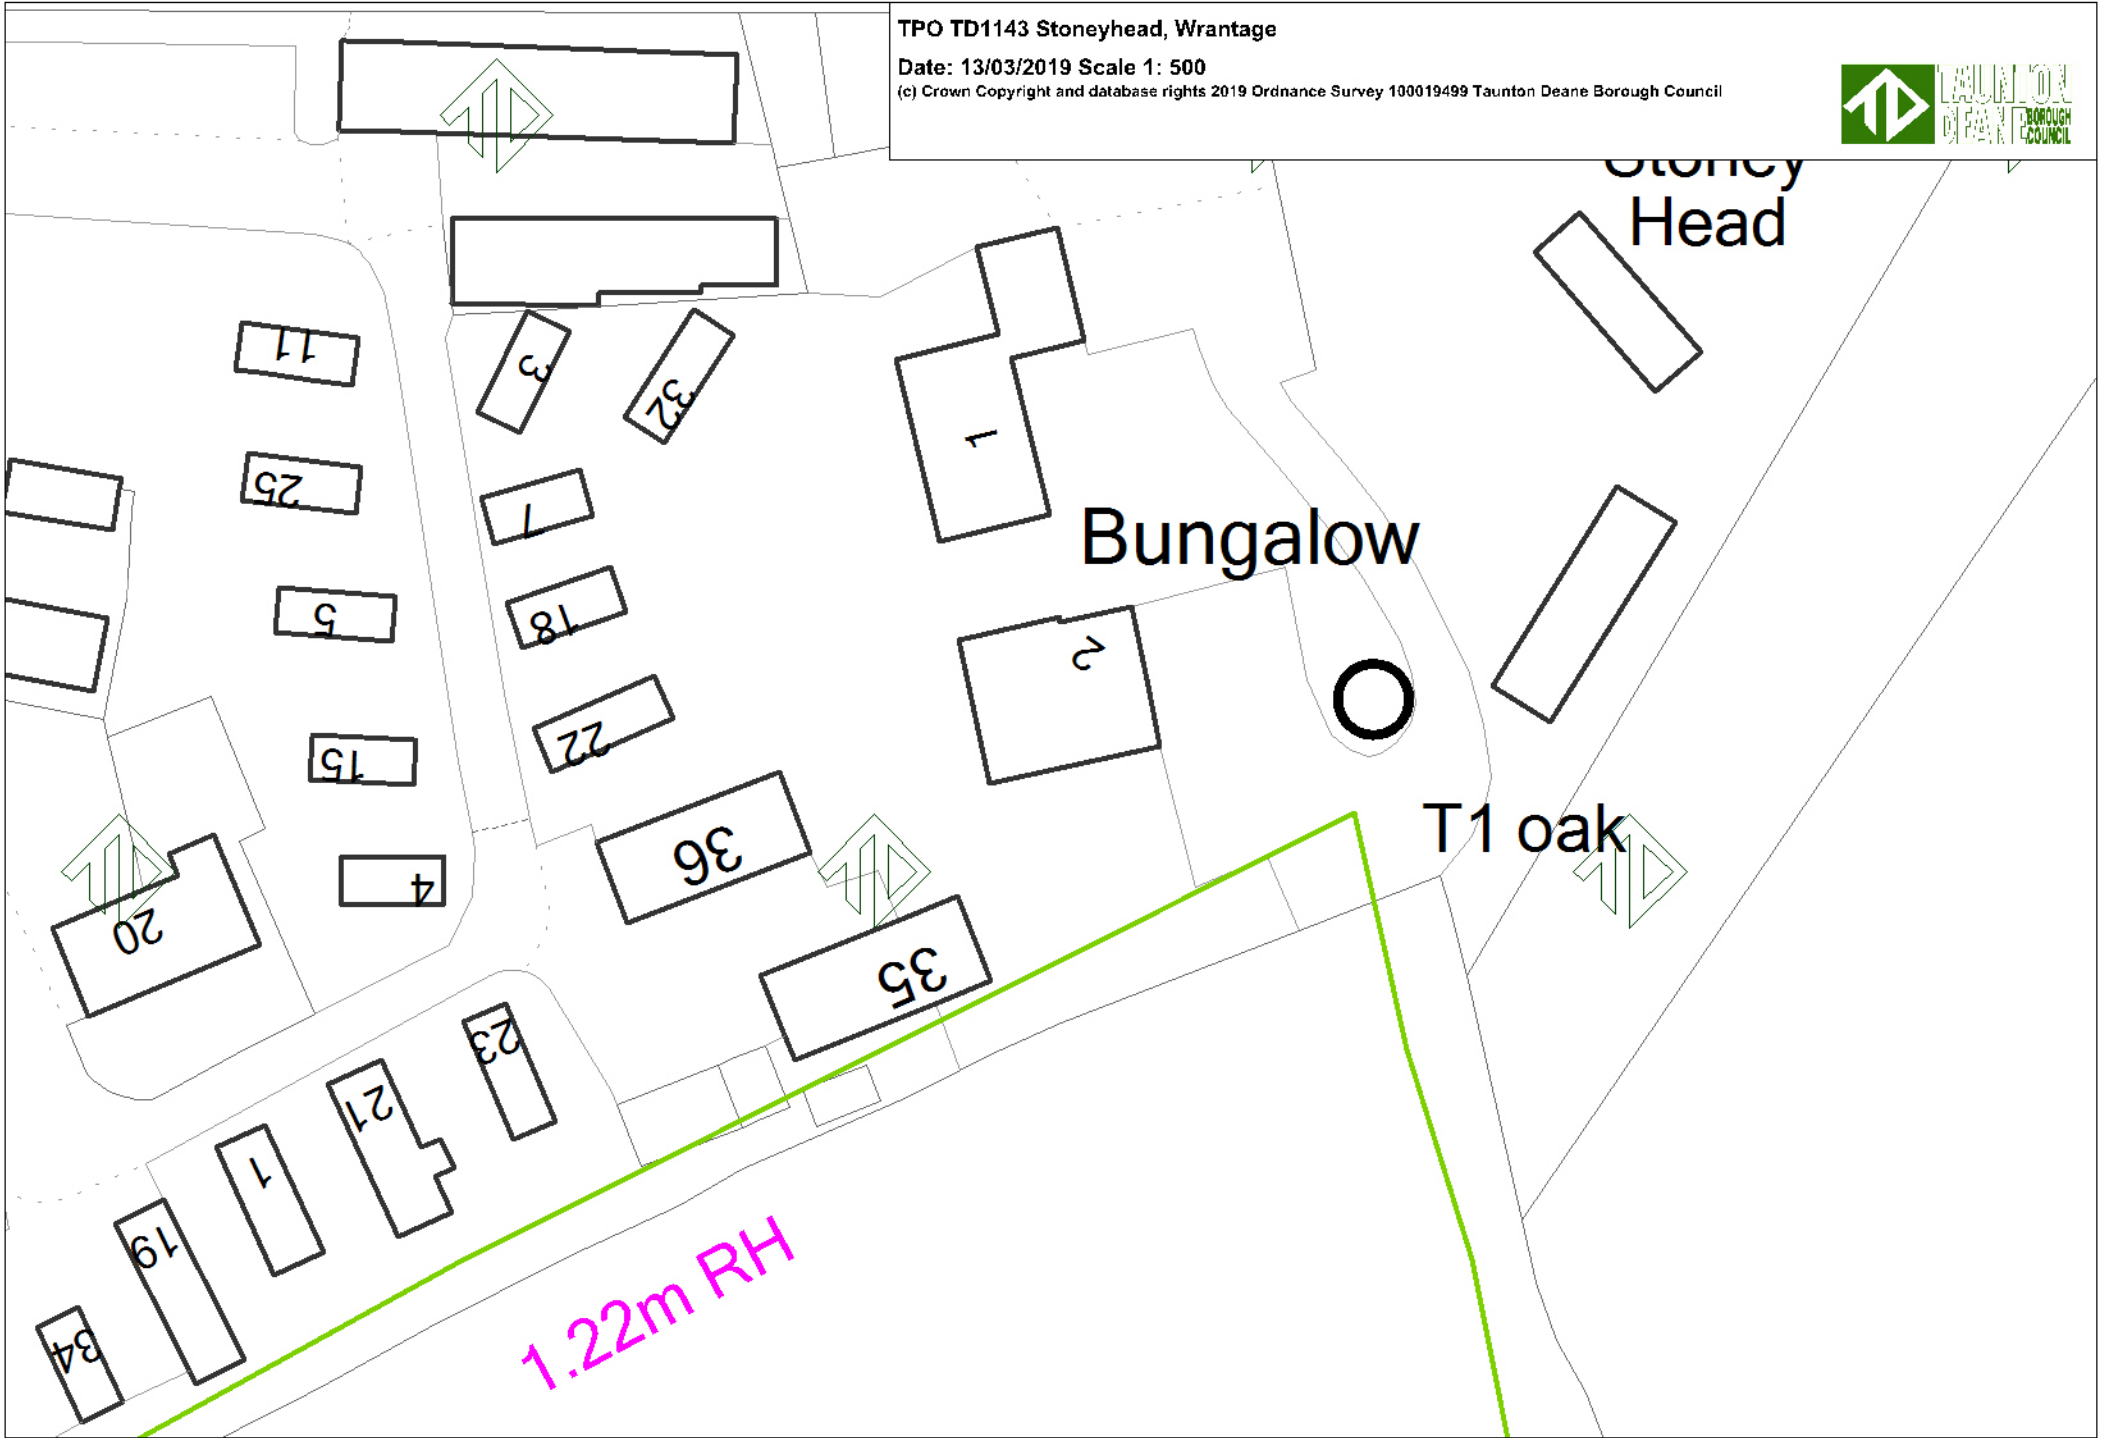 TPO TD1143 Stoneyhead, Wrantage
Date: 13/03/2019 Scale 1: 500
(c) Crown Copyright and database rights 2019 Ordnance Survey 100019499 Taunton Deane Borough Council
TD TAUNTON
DEANE BOROUGH
COUNCIL
Stoney
Head
11
3
32
1
25
7
Bungalow
5
18
2
15
22
T1 oak
36
4
20
35
23
21
1
19
34
1.22m RH